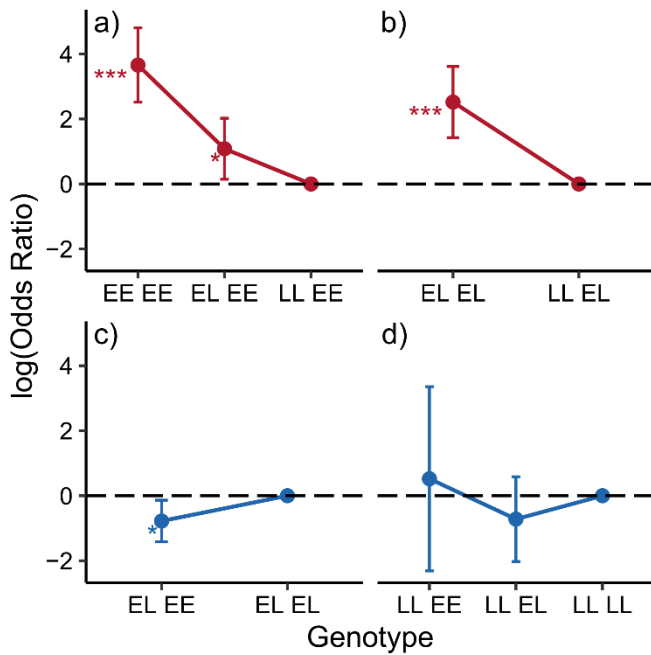 a)
b)
4
2
0
−2
***
*
***
EE EE
EL EE
LL EE
EL EL
LL EL
log(Odds Ratio)
c)
d)
4
2
0
−2
*
EL EE
EL EL
LL EE
LL EL
LL LL
Genotype